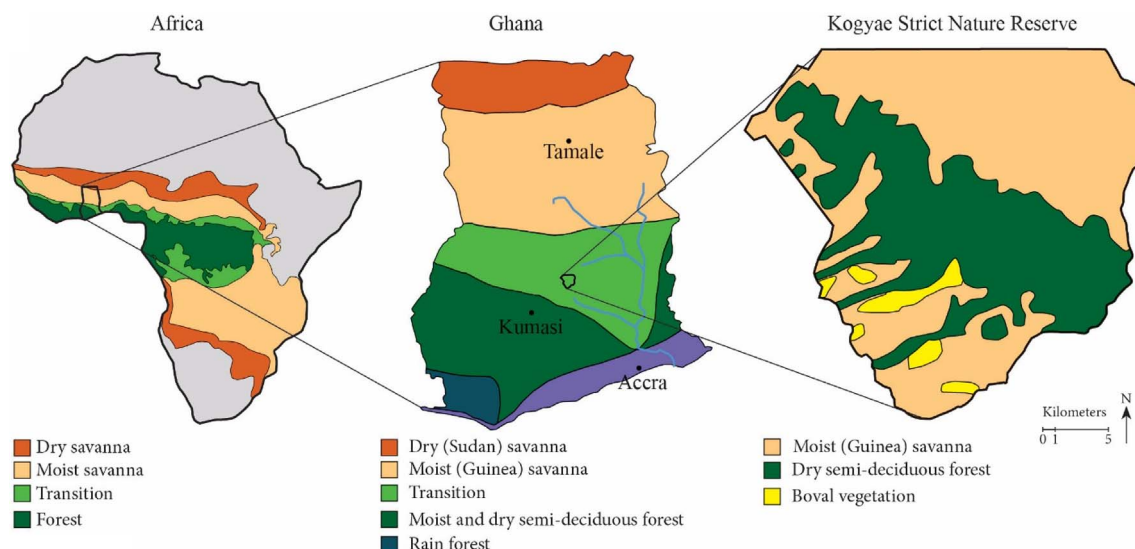 Africa
Ghana
Kogyae Strict Nature Reserve
Tamale
Kumasi
Accra
N
Kilometers
0 1 5
Dry savanna
Moist savanna
Transition
Forest
Dry (Sudan) savanna
Moist (Guinea) savanna
Transition
Moist and dry semi-deciduous forest
Rain forest
Moist (Guinea) savanna
Dry semi-deciduous forest
Boval vegetation